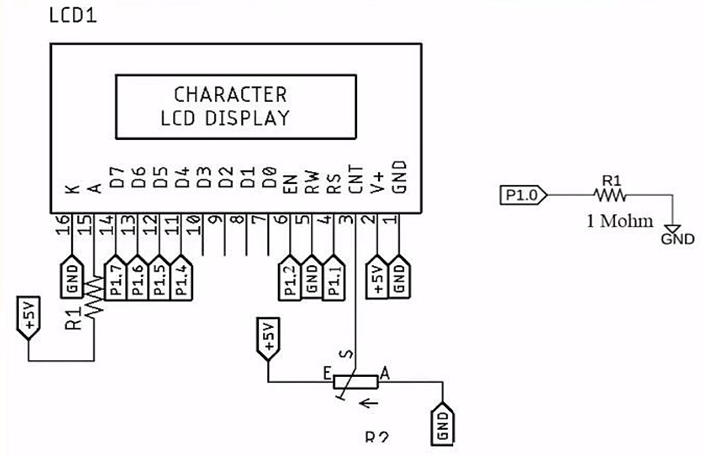 LCD1
CHARACTER
LCD DISPLAY
K A D7 D6 D5 D4 D3 D2 D1 D0 EN RW RS CNT V+ GND
16 15 14 13 12 11 10 9 8 7 6 5 4 3 2 1
GND P1.7 P1.6 P1.5 P1.4 P1.2 GND P1.1 +5V GND
R1
+5V
+5V
S
E A
R2
GND
P1.0
R1
1 Mohm
GND